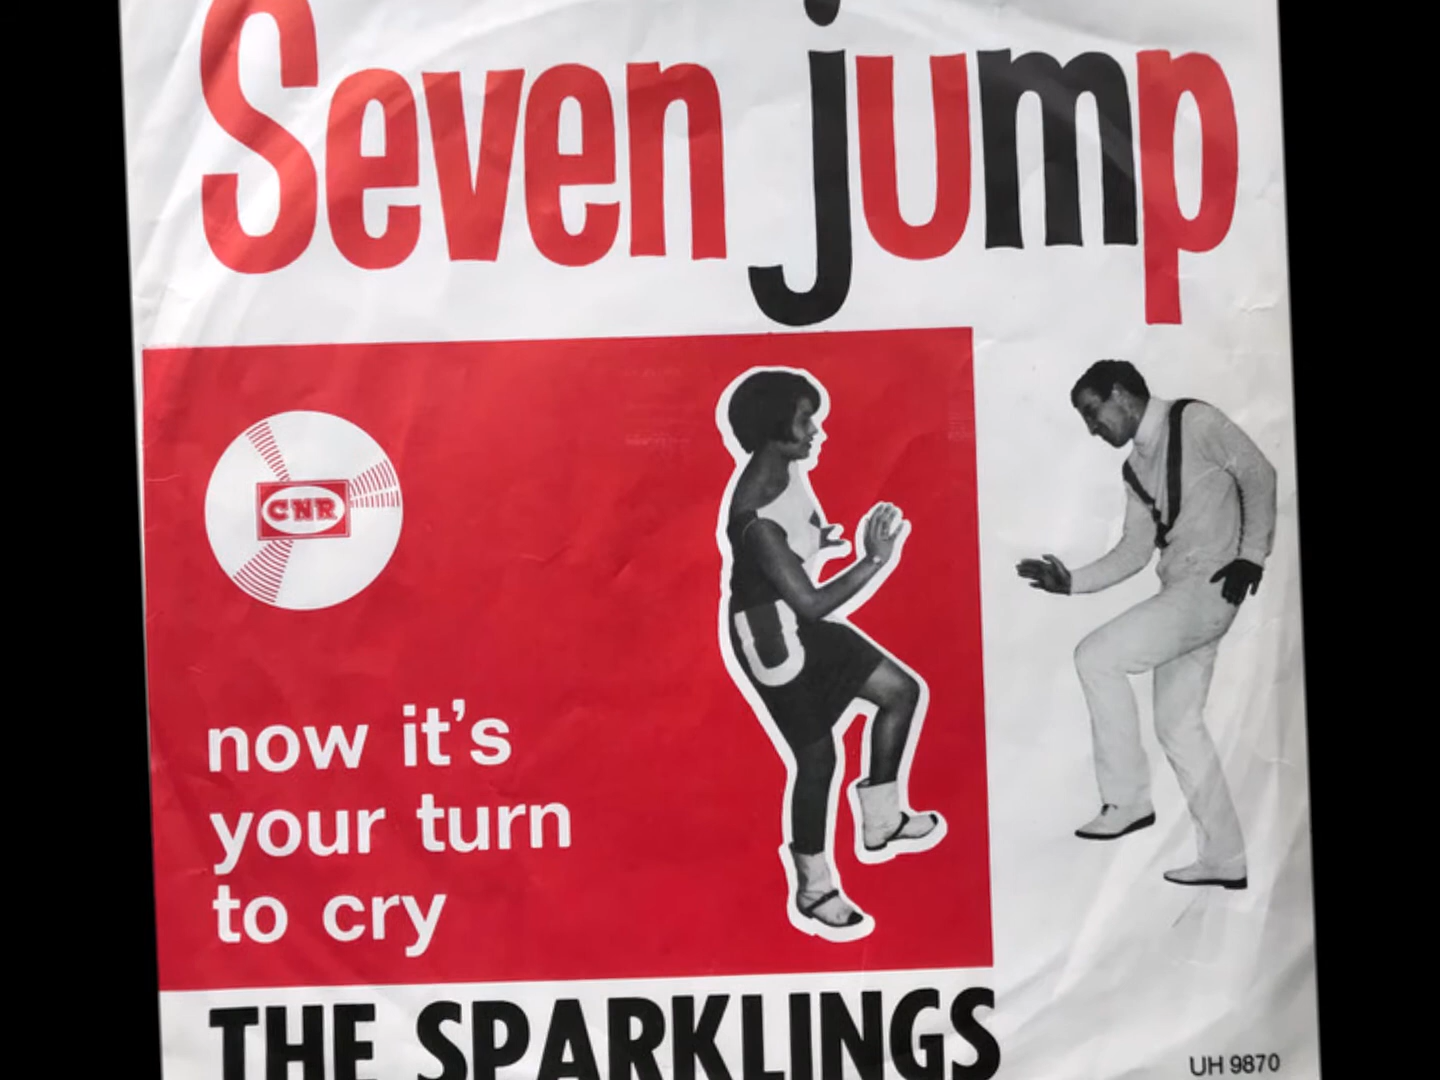 Seven jump
CNR
now it's
your turn
to cry
THE SPARKLINGS
UH 9870